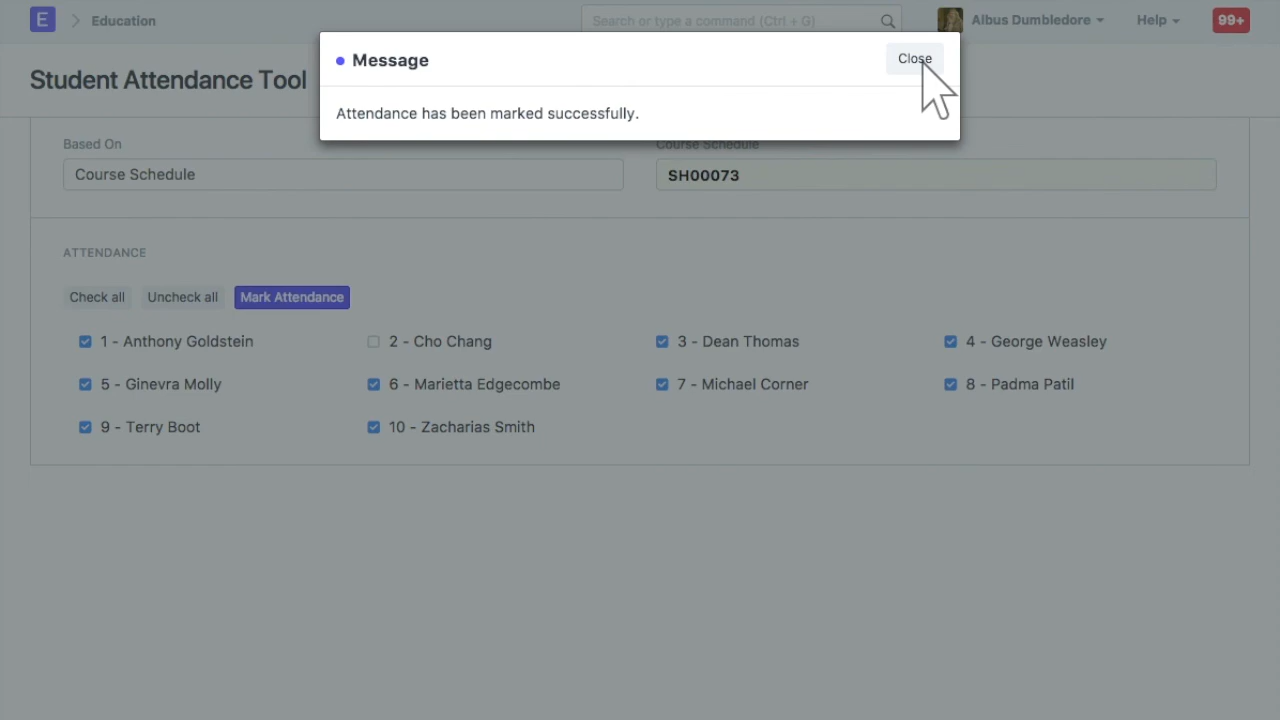 E Education Search or type a command (Ctrl + G) Albus Dumbledore Help 99+
Message Close
Student Attendance Tool
Attendance has been marked successfully.
Based On Course Schedule
Course Schedule SH00073
ATTENDANCE
Check all Uncheck all Mark Attendance
1 - Anthony Goldstein 2 - Cho Chang 3 - Dean Thomas 4 - George Weasley
5 - Ginevra Molly 6 - Marietta Edgecombe 7 - Michael Corner 8 - Padma Patil
9 - Terry Boot 10 - Zacharias Smith